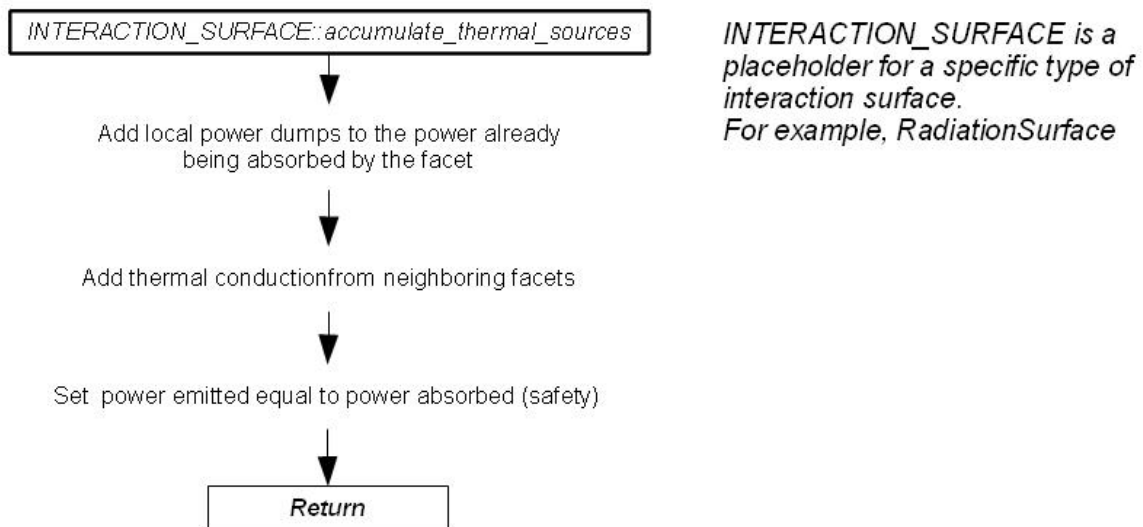 INTERACTION_SURFACE::accumulate_thermal_sources
Add local power dumps to the power already
being absorbed by the facet
Add thermal conductionfrom neighboring facets
Set power emitted equal to power absorbed (safety)
Return
INTERACTION_SURFACE is a
placeholder for a specific type of
interaction surface.
For example, RadiationSurface